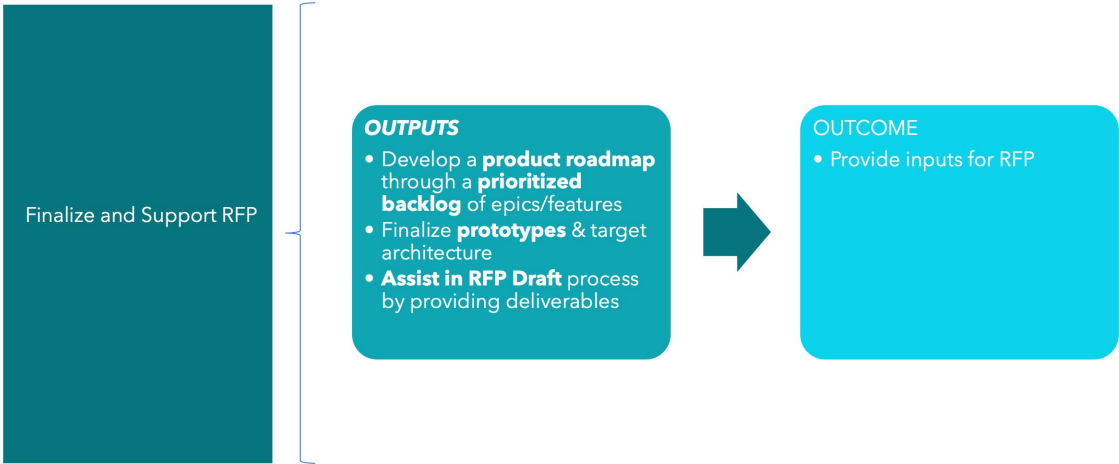 Finalize and Support RFP
OUTPUTS
• Develop a product roadmap
through a prioritized
backlog of epics/features
• Finalize prototypes & target
architecture
• Assist in RFP Draft process
by providing deliverables
OUTCOME
• Provide inputs for RFP